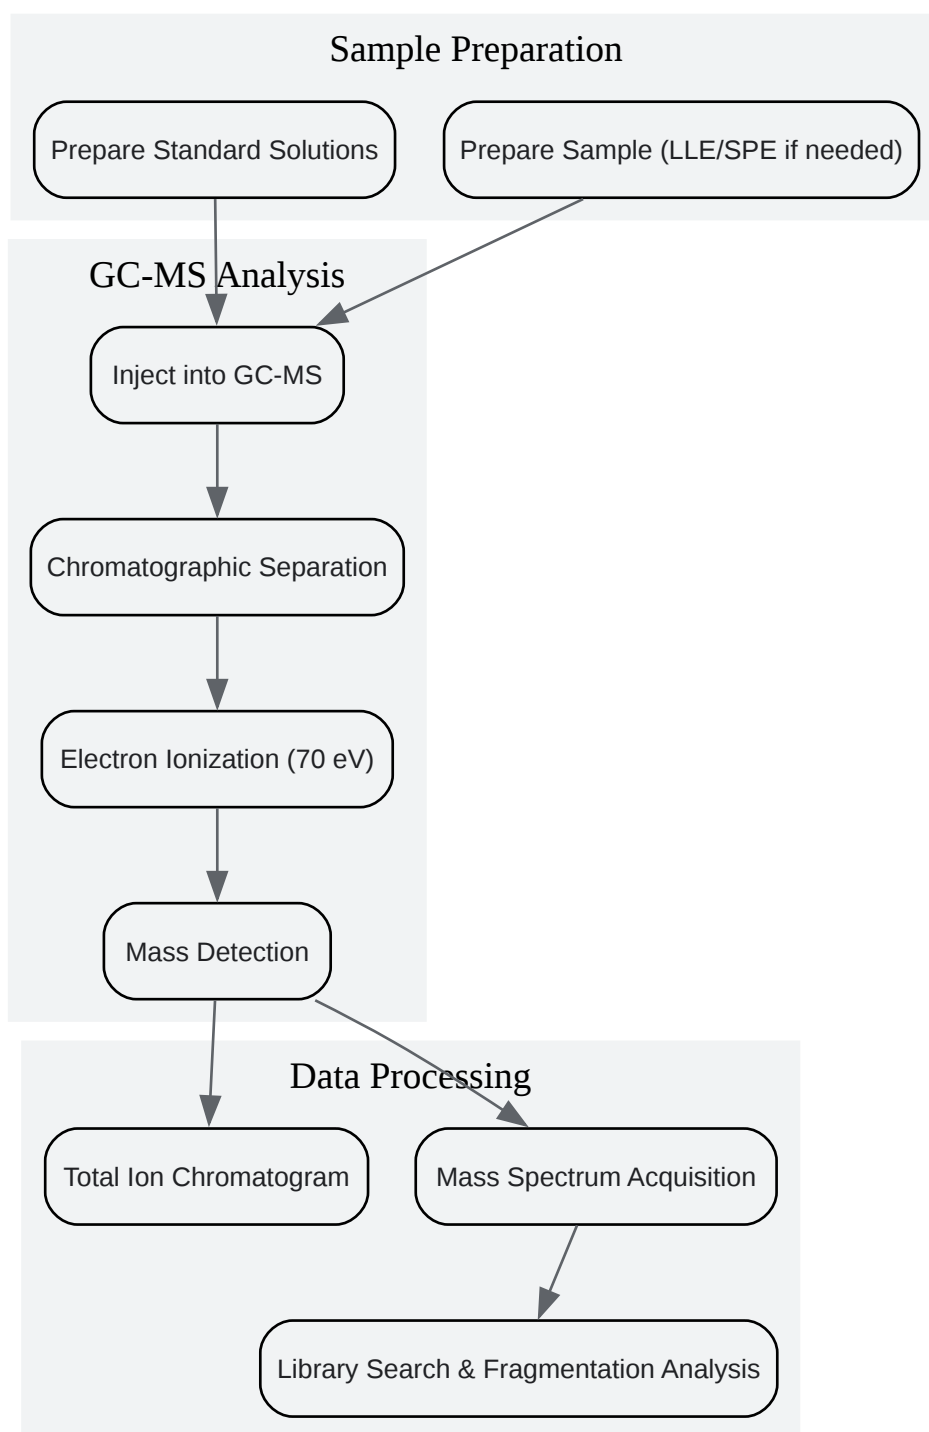 Sample Preparation
Prepare Standard Solutions
Prepare Sample (LLE/SPE if needed)
GC-MS Analysis
Inject into GC-MS
Chromatographic Separation
Electron Ionization (70 eV)
Mass Detection
Data Processing
Total Ion Chromatogram
Mass Spectrum Acquisition
Library Search & Fragmentation Analysis